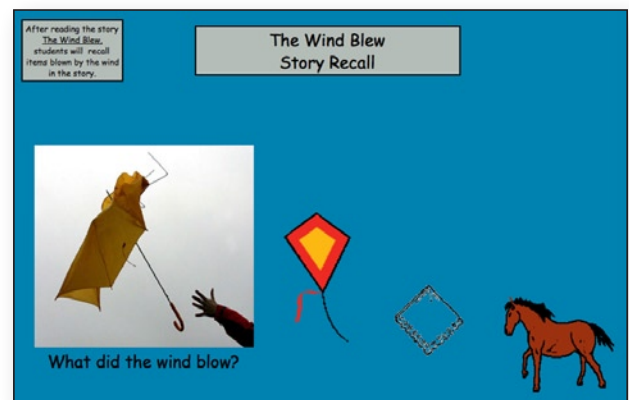 After reading the story
The Wind Blew,
students will recall
items blown by the wind
in the story.
The Wind Blew
Story Recall
What did the wind blow?